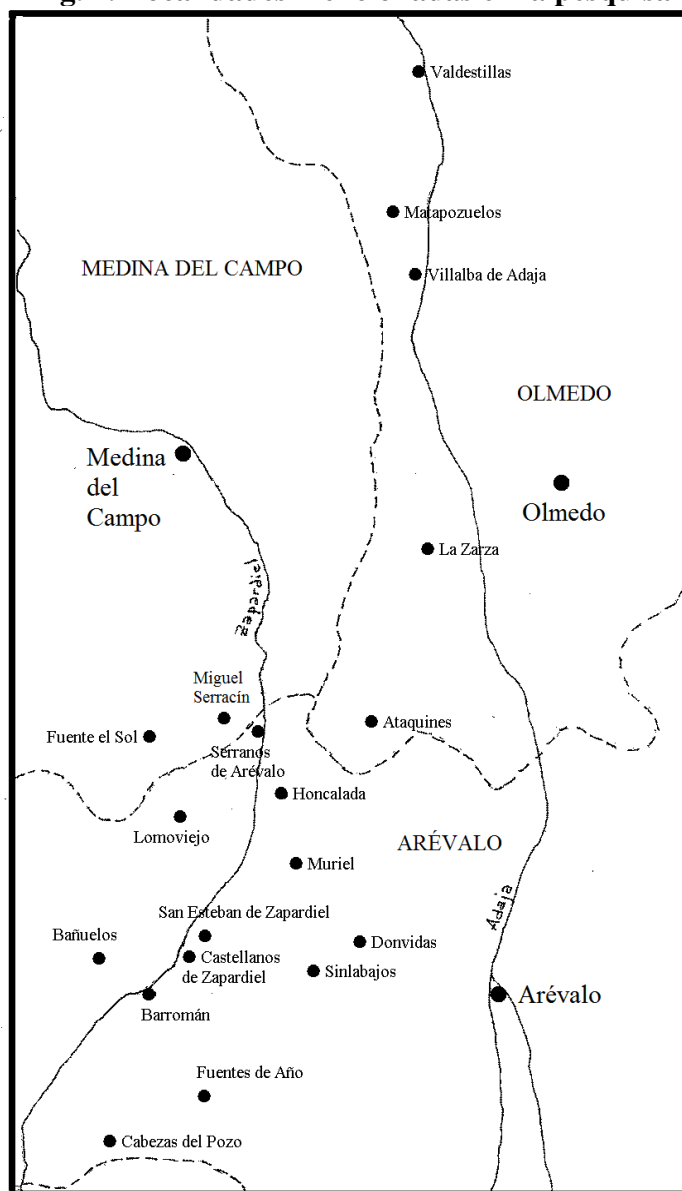 Valdestillas
Matapozuelos
MEDINA DEL CAMPO
Villalba de Adaja
OLMEDO
Medina
del
Campo
Olmedo
La Zarza
Zapardiel
Miguel
Serracín
Fuente el Sol
Ataquines
Serranos
de Arévalo
Honcalada
Lomoviejo
ARÉVALO
Muriel
San Esteban de Zapardiel
Adaja
Bañuelos
Donvidas
Castellanos
de Zapardiel
Sinlabajos
Arévalo
Barromán
Fuentes de Año
Cabezas del Pozo